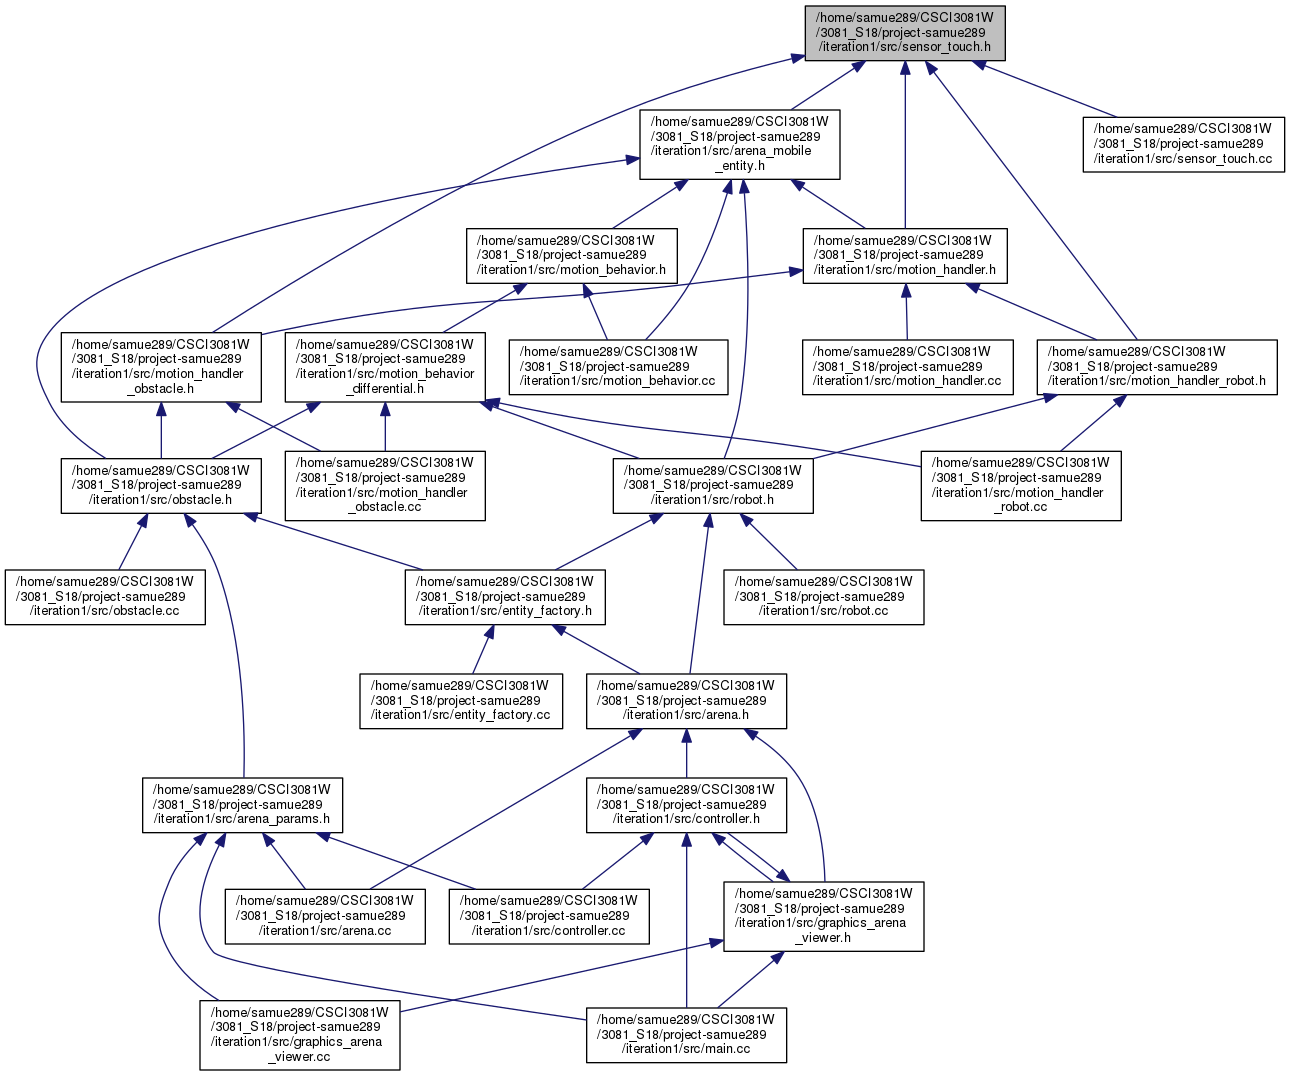 /home/samue289/CSCI3081W
/3081_S18/project-samue289
/iteration1/src/sensor_touch.h
/home/samue289/CSCI3081W
/3081_S18/project-samue289
/iteration1/src/arena_mobile
_entity.h
/home/samue289/CSCI3081W
/3081_S18/project-samue289
/iteration1/src/sensor_touch.cc
/home/samue289/CSCI3081W
/3081_S18/project-samue289
/iteration1/src/motion_behavior.h
/home/samue289/CSCI3081W
/3081_S18/project-samue289
/iteration1/src/motion_handler.h
/home/samue289/CSCI3081W
/3081_S18/project-samue289
/iteration1/src/motion_handler
_obstacle.h
/home/samue289/CSCI3081W
/3081_S18/project-samue289
/iteration1/src/motion_behavior
_differential.h
/home/samue289/CSCI3081W
/3081_S18/project-samue289
/iteration1/src/motion_behavior.cc
/home/samue289/CSCI3081W
/3081_S18/project-samue289
/iteration1/src/motion_handler.cc
/home/samue289/CSCI3081W
/3081_S18/project-samue289
/iteration1/src/motion_handler_robot.h
/home/samue289/CSCI3081W
/3081_S18/project-samue289
/iteration1/src/obstacle.h
/home/samue289/CSCI3081W
/3081_S18/project-samue289
/iteration1/src/motion_handler
_obstacle.cc
/home/samue289/CSCI3081W
/3081_S18/project-samue289
/iteration1/src/robot.h
/home/samue289/CSCI3081W
/3081_S18/project-samue289
/iteration1/src/motion_handler
_robot.cc
/home/samue289/CSCI3081W
/3081_S18/project-samue289
/iteration1/src/obstacle.cc
/home/samue289/CSCI3081W
/3081_S18/project-samue289
/iteration1/src/entity_factory.h
/home/samue289/CSCI3081W
/3081_S18/project-samue289
/iteration1/src/robot.cc
/home/samue289/CSCI3081W
/3081_S18/project-samue289
/iteration1/src/entity_factory.cc
/home/samue289/CSCI3081W
/3081_S18/project-samue289
/iteration1/src/arena.h
/home/samue289/CSCI3081W
/3081_S18/project-samue289
/iteration1/src/arena_params.h
/home/samue289/CSCI3081W
/3081_S18/project-samue289
/iteration1/src/controller.h
/home/samue289/CSCI3081W
/3081_S18/project-samue289
/iteration1/src/arena.cc
/home/samue289/CSCI3081W
/3081_S18/project-samue289
/iteration1/src/controller.cc
/home/samue289/CSCI3081W
/3081_S18/project-samue289
/iteration1/src/graphics_arena
_viewer.h
/home/samue289/CSCI3081W
/3081_S18/project-samue289
/iteration1/src/graphics_arena
_viewer.cc
/home/samue289/CSCI3081W
/3081_S18/project-samue289
/iteration1/src/main.cc